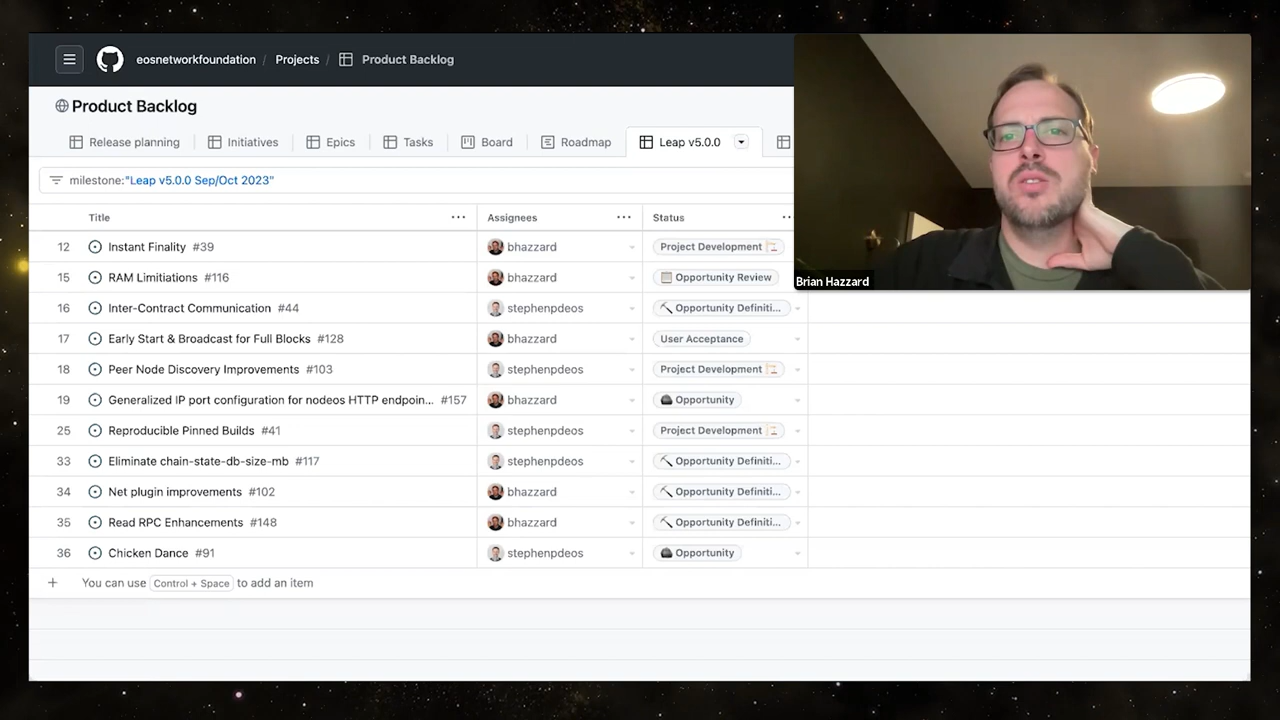 eosnetworkfoundation / Projects / Product Backlog
Product Backlog
Release planning Initiatives Epics Tasks Board Roadmap Leap v5.0.0
milestone:"Leap v5.0.0 Sep/Oct 2023"
Title ... Assignees ... Status ...
12 Instant Finality #39 bhazzard Project Development
15 RAM Limitiations #116 bhazzard Opportunity Review
16 Inter-Contract Communication #44 stephenpdeos Opportunity Definiti...
17 Early Start & Broadcast for Full Blocks #128 bhazzard User Acceptance
18 Peer Node Discovery Improvements #103 stephenpdeos Project Development
19 Generalized IP port configuration for nodeos HTTP endpoin... #157 bhazzard Opportunity
25 Reproducible Pinned Builds #41 stephenpdeos Project Development
33 Eliminate chain-state-db-size-mb #117 stephenpdeos Opportunity Definiti...
34 Net plugin improvements #102 bhazzard Opportunity Definiti...
35 Read RPC Enhancements #148 bhazzard Opportunity Definiti...
36 Chicken Dance #91 stephenpdeos Opportunity
+ You can use Control + Space to add an item
Brian Hazzard